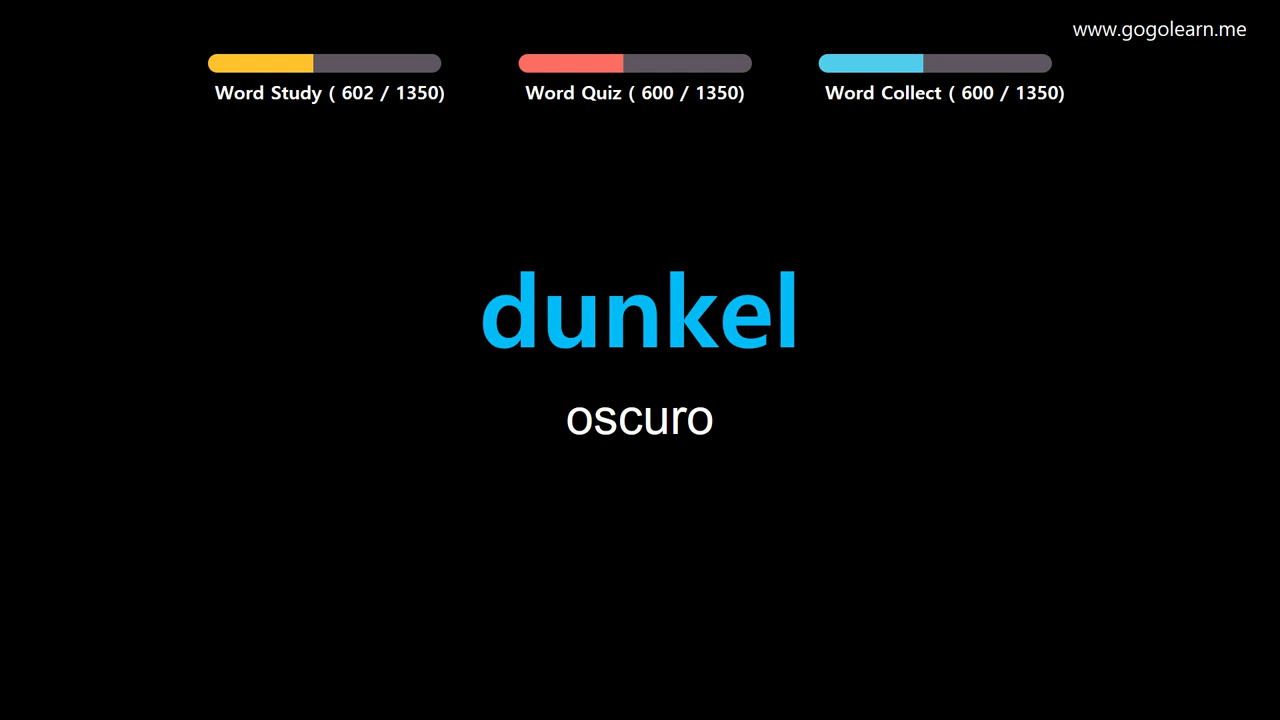 www.gogolearn.me
Word Study ( 602 / 1350)
Word Quiz ( 600 / 1350)
Word Collect ( 600 / 1350)
dunkel
oscuro